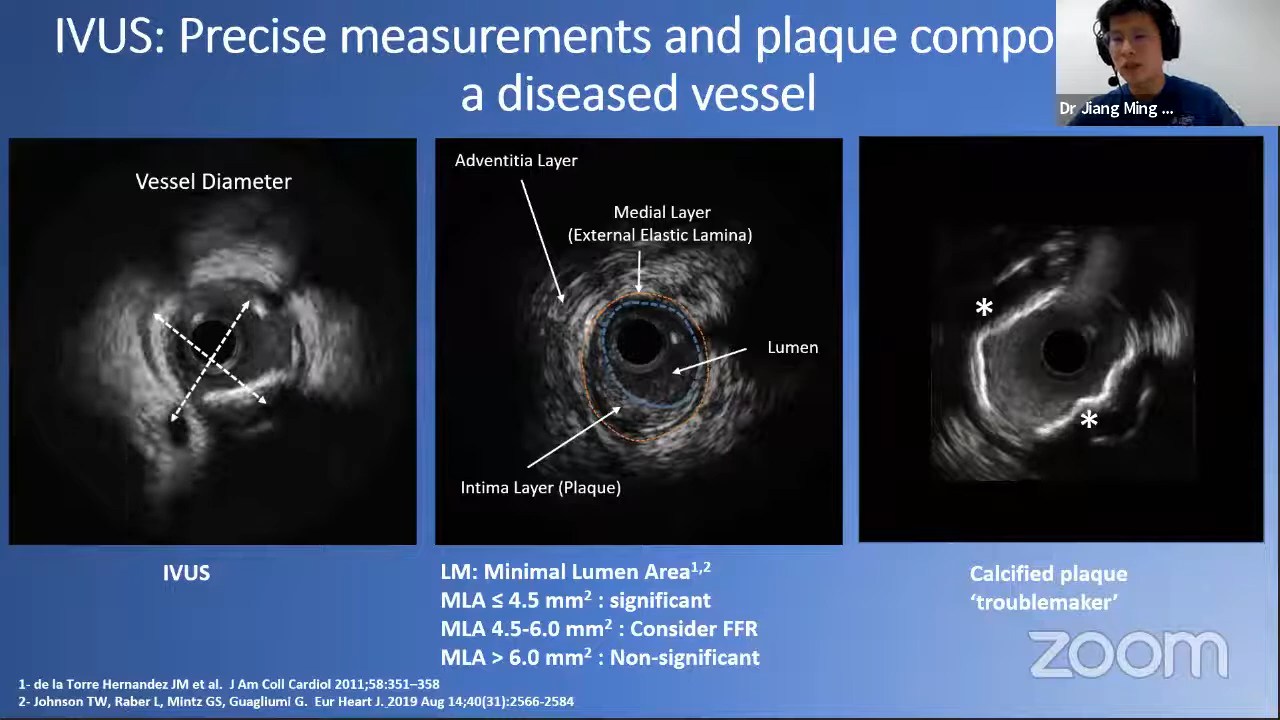 IVUS: Precise measurements and plaque compo
a diseased vessel
Dr Jiang Ming ...
Vessel Diameter
Adventitia Layer
Medial Layer
(External Elastic Lamina)
Lumen
Intima Layer (Plaque)
*
*
IVUS
LM: Minimal Lumen Area1,2
MLA ≤ 4.5 mm2 : significant
MLA 4.5-6.0 mm2 : Consider FFR
MLA > 6.0 mm2 : Non-significant
Calcified plaque
‘troublemaker’
zoom
1- de la Torre Hernandez JM et al. J Am Coll Cardiol 2011;58:351–358
2- Johnson TW, Raber L, Mintz GS, Guagliumi G. Eur Heart J. 2019 Aug 14;40(31):2566-2584